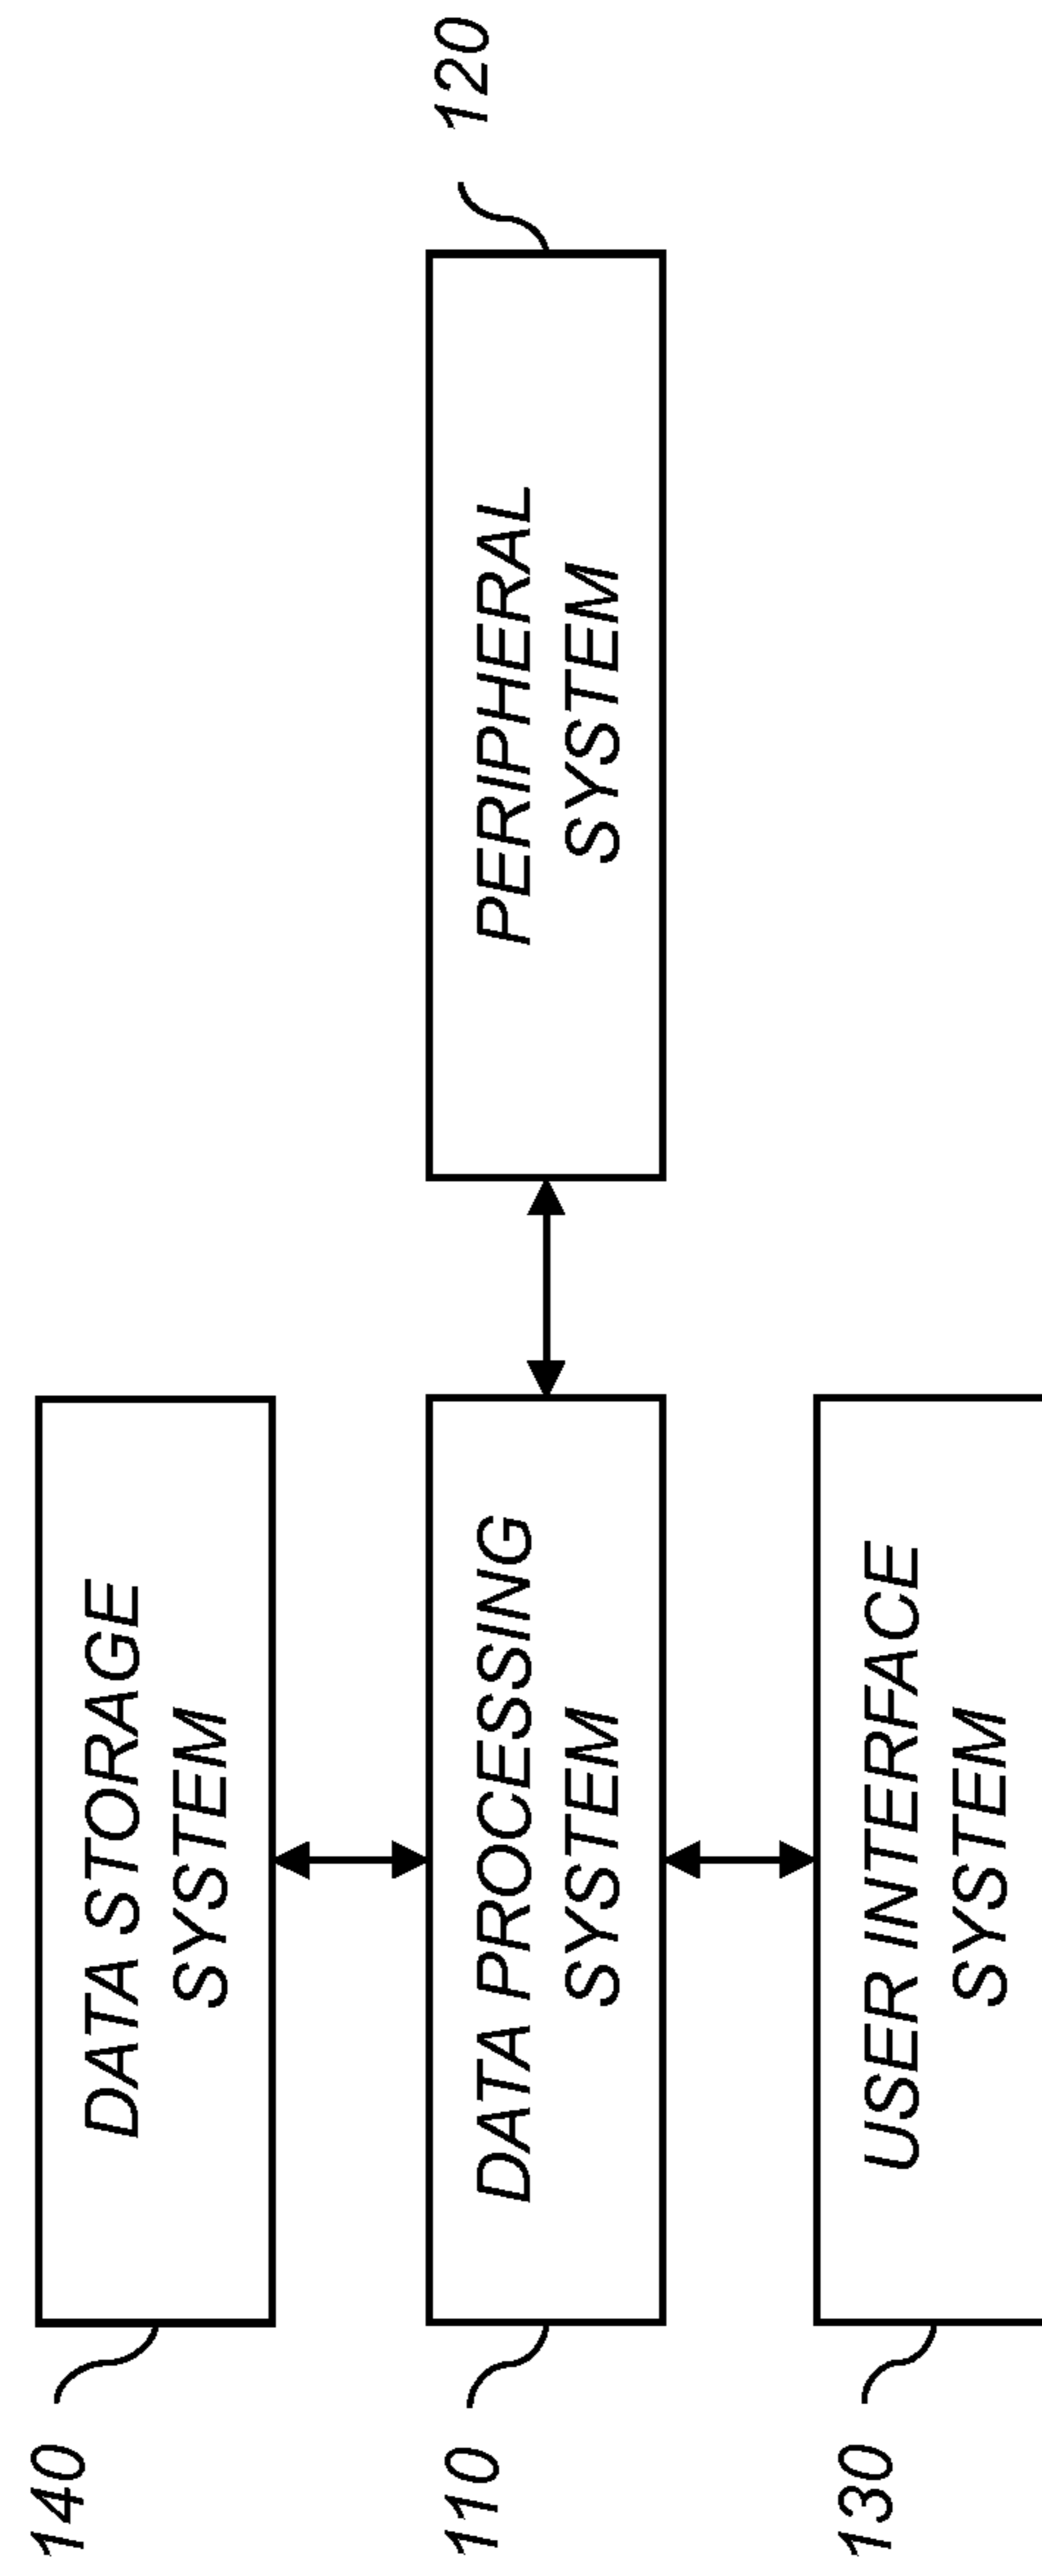 140
DATA STORAGE
SYSTEM
110
DATA PROCESSING
SYSTEM
PERIPHERAL
SYSTEM
120
130
USER INTERFACE
SYSTEM